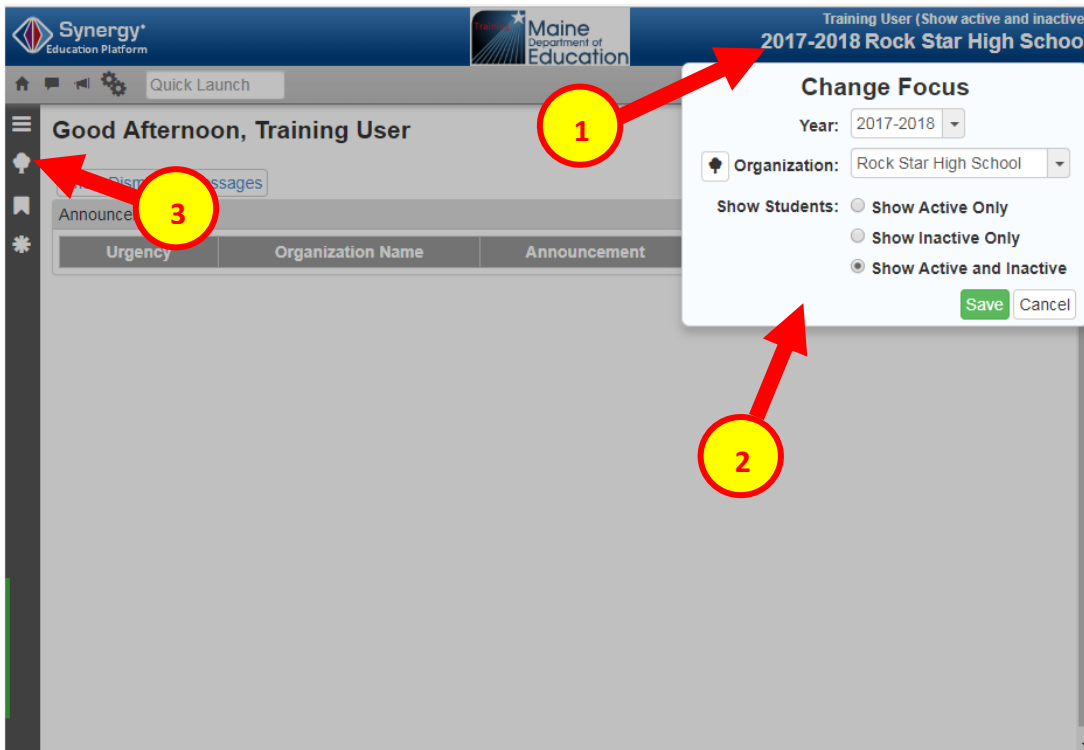 Synergy
Education Platform
Training
Maine
Department of
Education
Training User (Show active and inactive
2017-2018 Rock Star High Schoo
Quick Launch
Change Focus
Year: 2017-2018
Organization: Rock Star High School
Show Students: Show Active Only
Show Inactive Only
Show Active and Inactive
Save Cancel
1
Good Afternoon, Training User
3
Urgency Organization Name Announcement
2